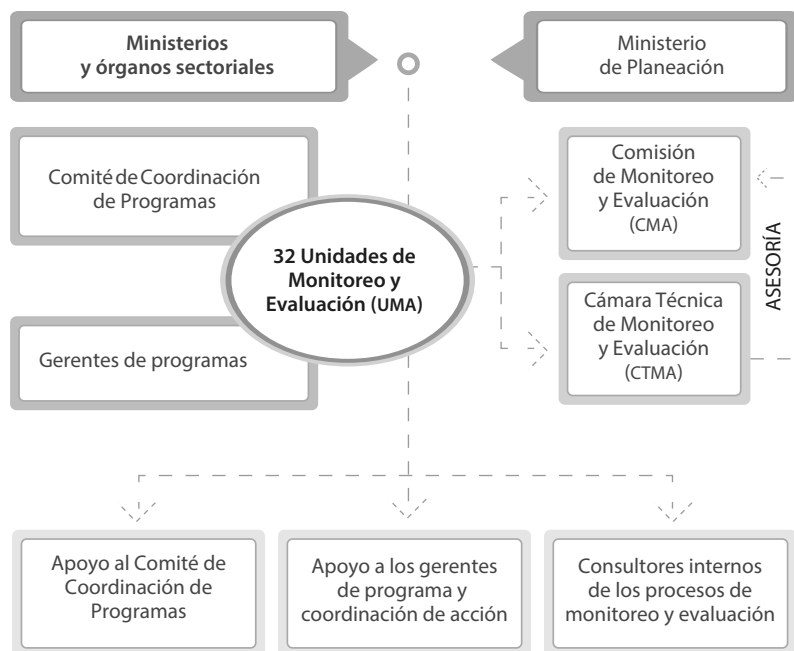 Ministerios
y órganos sectoriales
Ministerio
de Planeación
Comité de Coordinación
de Programas
32 Unidades de
Monitoreo y
Evaluación (UMA)
Gerentes de programas
Comisión
de Monitoreo
y Evaluación
(CMA)
ASESORÍA
Cámara Técnica
de Monitoreo
y Evaluación
(CTMA)
Apoyo al Comité de
Coordinación de
Programas
Apoyo a los gerentes
de programa y
coordinación de acción
Consultores internos
de los procesos de
monitoreo y evaluación